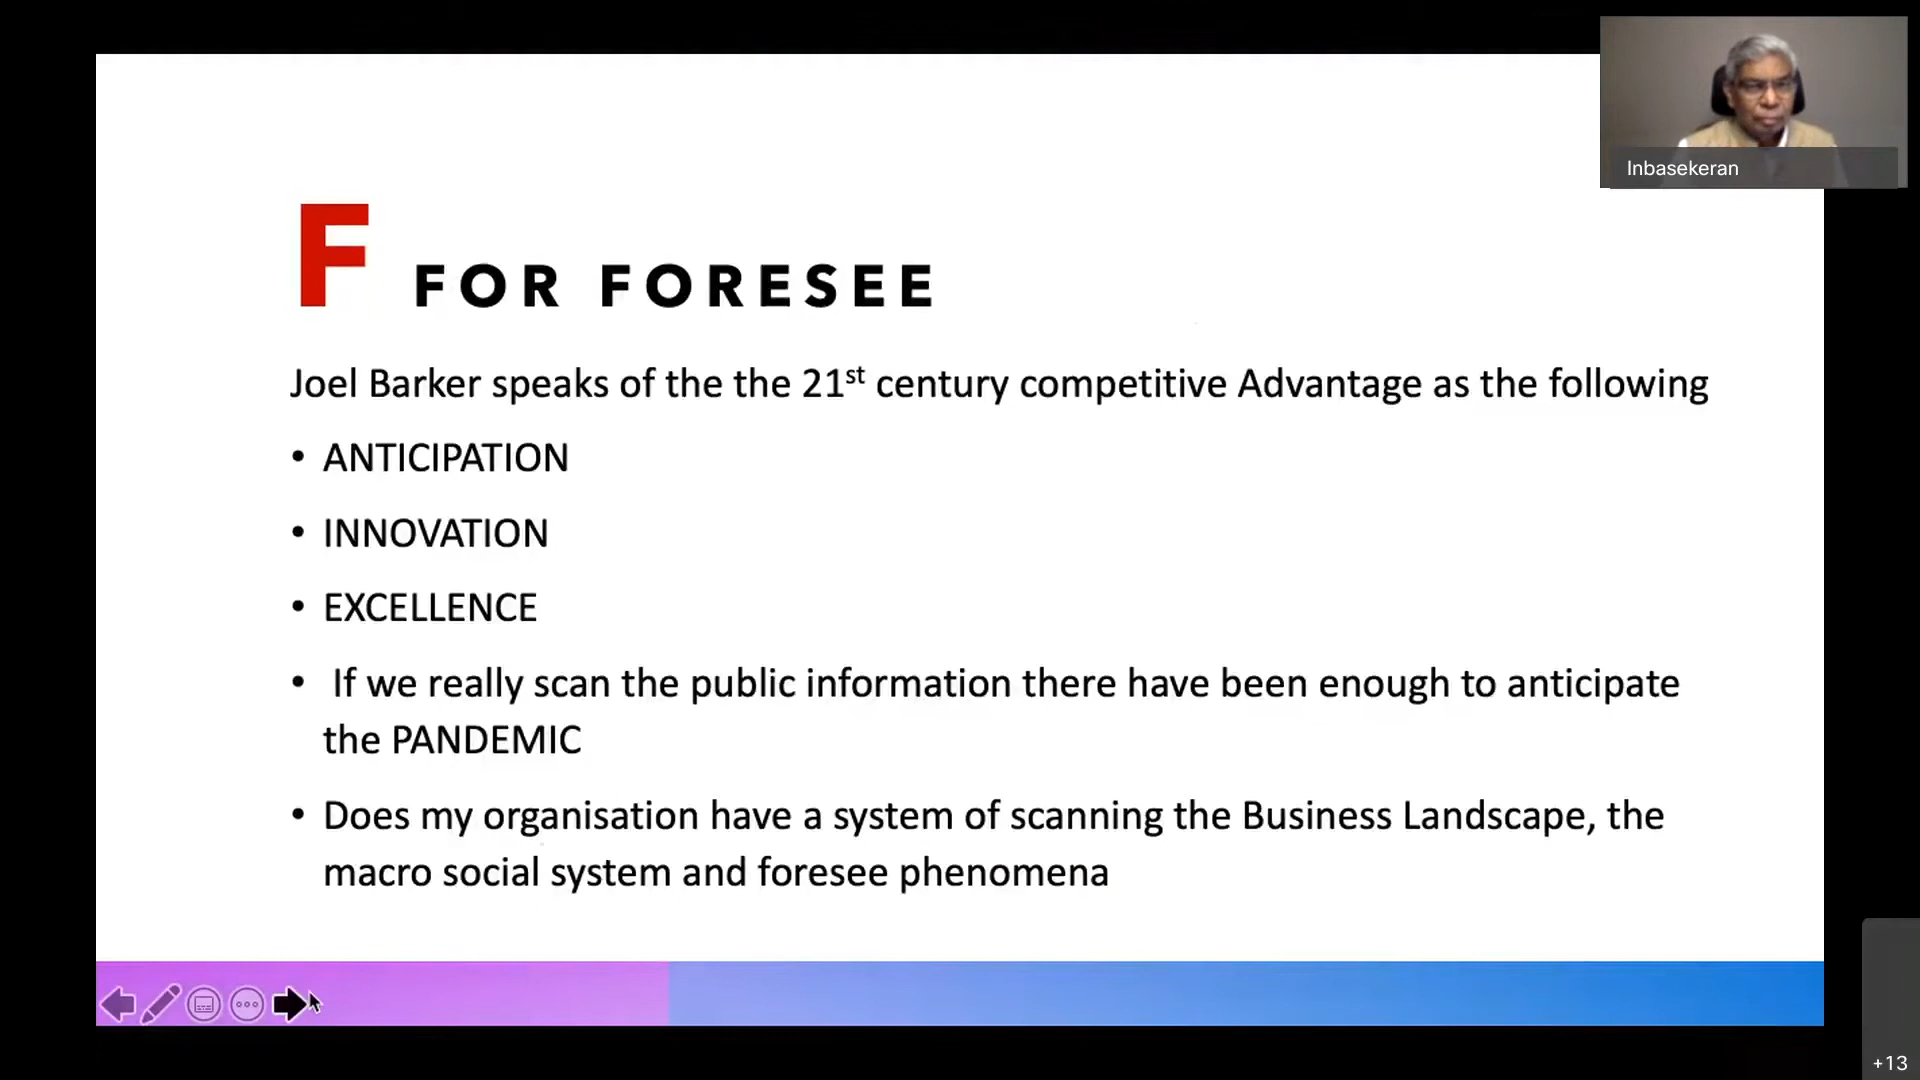 Inbasekeran
F FOR FORESEE
Joel Barker speaks of the the 21st century competitive Advantage as the following
• ANTICIPATION
• INNOVATION
• EXCELLENCE
• If we really scan the public information there have been enough to anticipate
the PANDEMIC
• Does my organisation have a system of scanning the Business Landscape, the
macro social system and foresee phenomena
+13